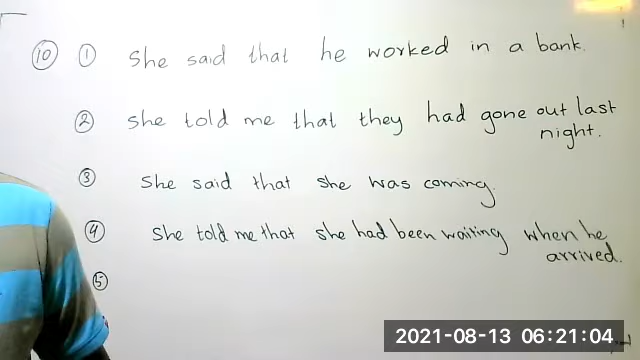 10 1 She said that he worked in a bank.
2 She told me that they had gone out last
night.
3 She said that she was coming.
4 She told me that she had been waiting when he
arrived.
5
2021-08-13 06:21:04